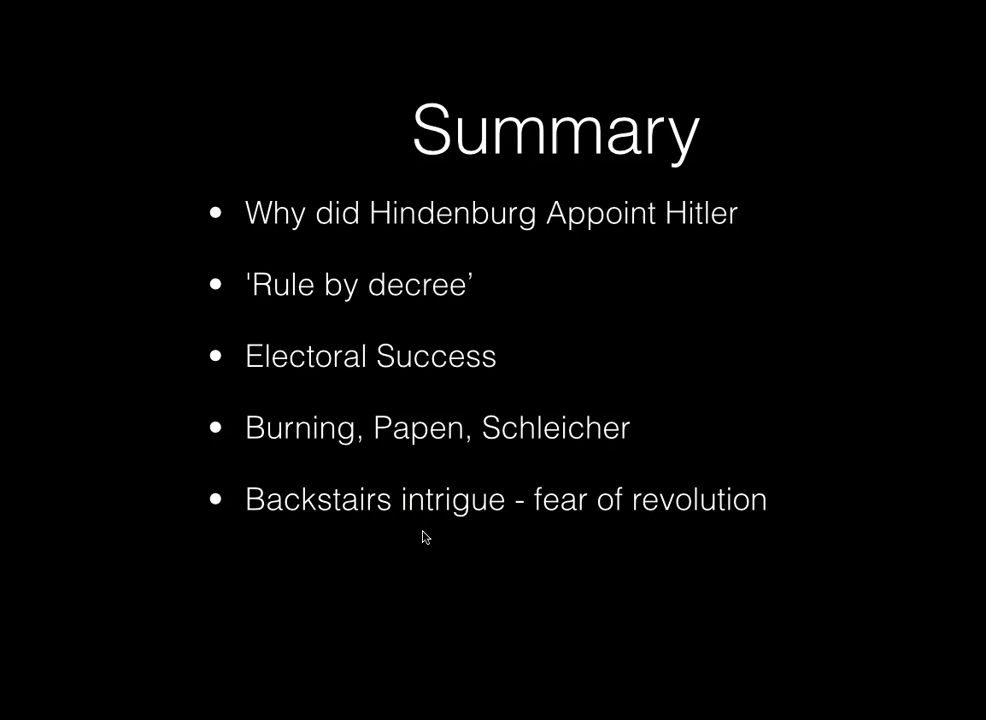 Summary
• Why did Hindenburg Appoint Hitler
• 'Rule by decree’
• Electoral Success
• Burning, Papen, Schleicher
• Backstairs intrigue - fear of revolution